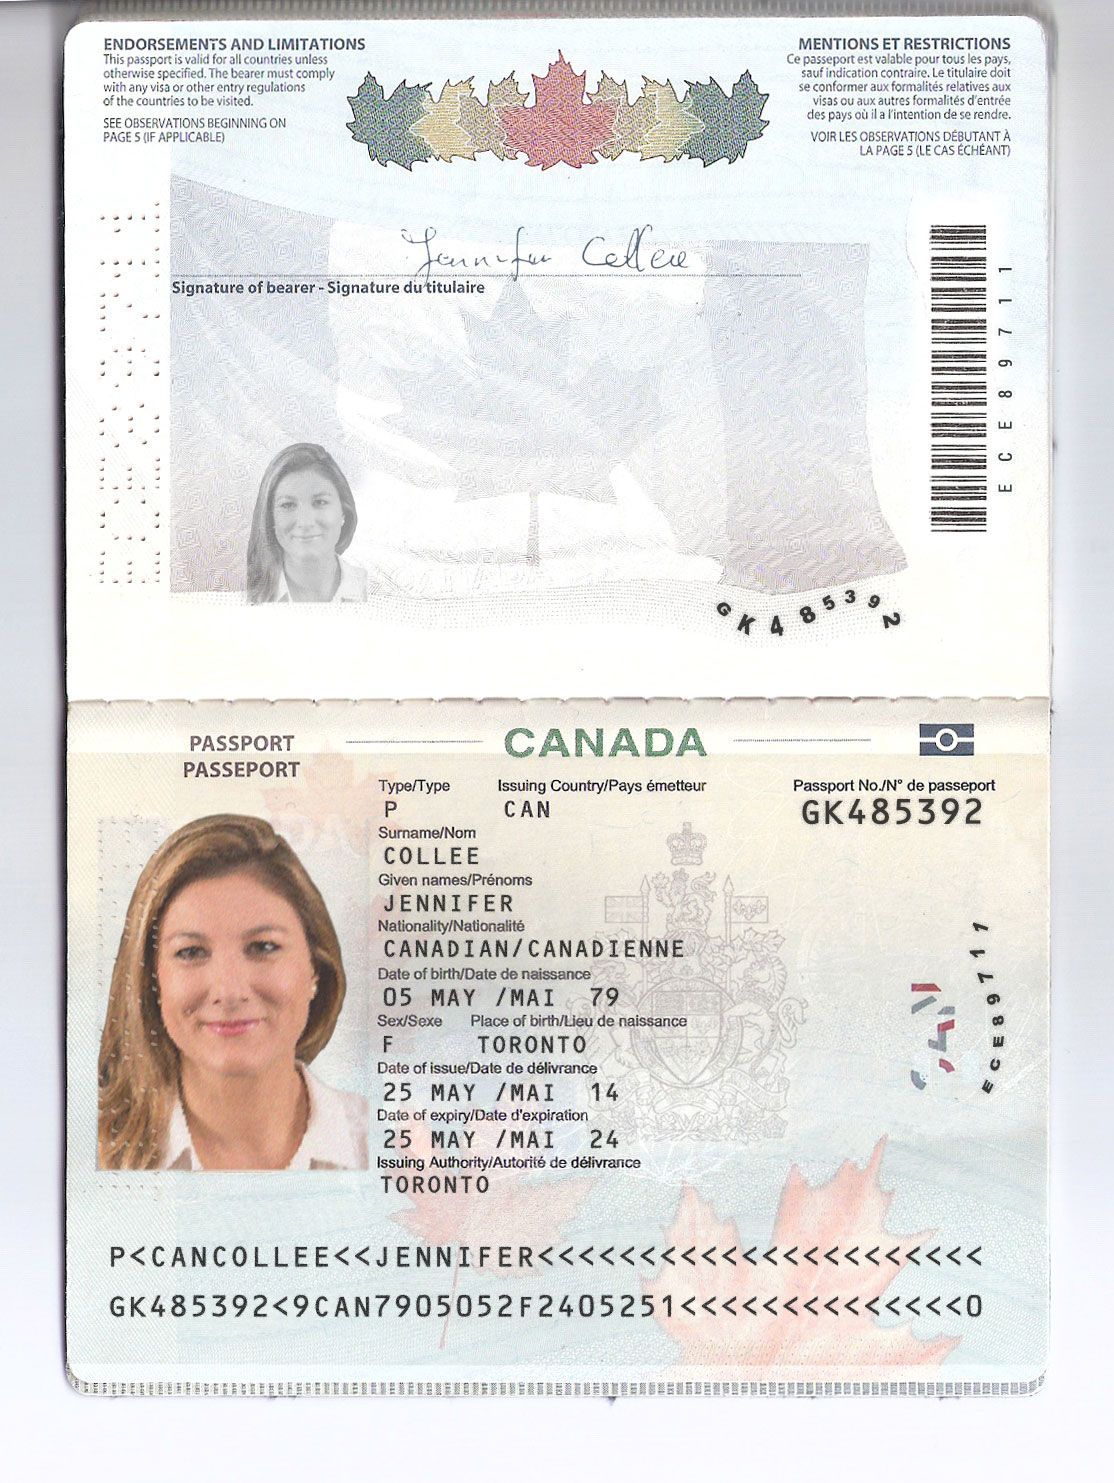 ENDORSEMENTS AND LIMITATIONS
This passport is valid for all countries unless
otherwise specified. The bearer must comply
with any visa or other entry regulations
of the countries to be visited.
SEE OBSERVATIONS BEGINNING ON
PAGE 5 (IF APPLICABLE)
MENTIONS ET RESTRICTIONS
Ce passeport est valable pour tous les pays,
sauf indication contraire. Le titulaire doit
se conformer aux formalités relatives aux
visas ou aux autres formalités d'entrée
des pays où il a l'intention de se rendre.
VOIR LES OBSERVATIONS DÉBUTANT À
LA PAGE 5 (LE CAS ÉCHÉANT)
Jennifer Collee
Signature of bearer - Signature du titulaire
ECE89711
GK485392
PASSPORT
PASSEPORT
CANADA
Type/Type Issuing Country/Pays émetteur Passport No./N° de passeport
P CAN GK485392
Surname/Nom
COLLEE
Given names/Prénoms
JENNIFER
Nationality/Nationalité
CANADIAN/CANADIENNE
Date of birth/Date de naissance
05 MAY /MAI 79
Sex/Sexe Place of birth/Lieu de naissance
F TORONTO
Date of issue/Date de délivrance
25 MAY /MAI 14
Date of expiry/Date d'expiration
25 MAY /MAI 24
Issuing Authority/Autorité de délivrance
TORONTO
CAN
ECE89711
P<CANCOLLEE<<JENNIFER<<<<<<<<<<<<<<<<<<<<<<
GK485392<9CAN7905052F2405251<<<<<<<<<<<<<<0